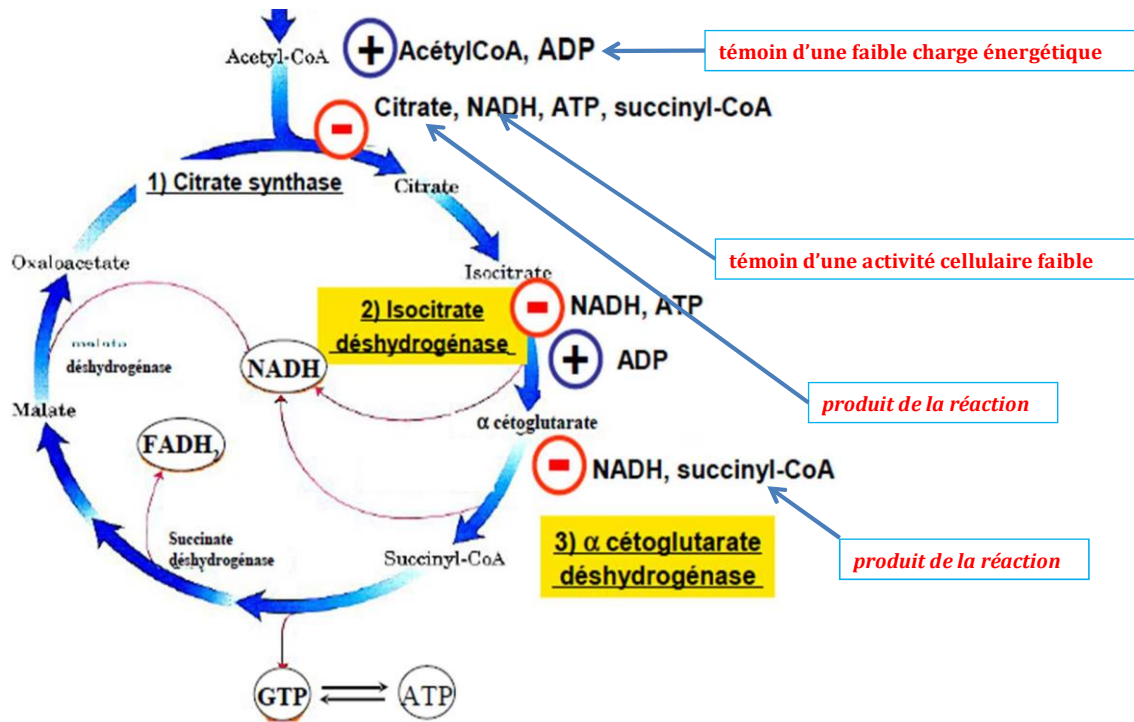 Acetyl-CoA
+ AcétylCoA, ADP
témoin d'une faible charge énergétique
Citrate, NADH, ATP, succinyl-CoA
-
1) Citrate synthase
Citrate
témoin d'une activité cellulaire faible
Oxaloacetate
Isocitrate
- NADH, ATP
2) Isocitrate
déshydrogénase
+ ADP
malate
déshydrogénase
NADH
produit de la réaction
Malate
α cétoglutarate
FADH2
- NADH, succinyl-CoA
Succinate
déshydrogénase
Succinyl-CoA
3) α cétoglutarate
déshydrogénase
produit de la réaction
GTP
ATP